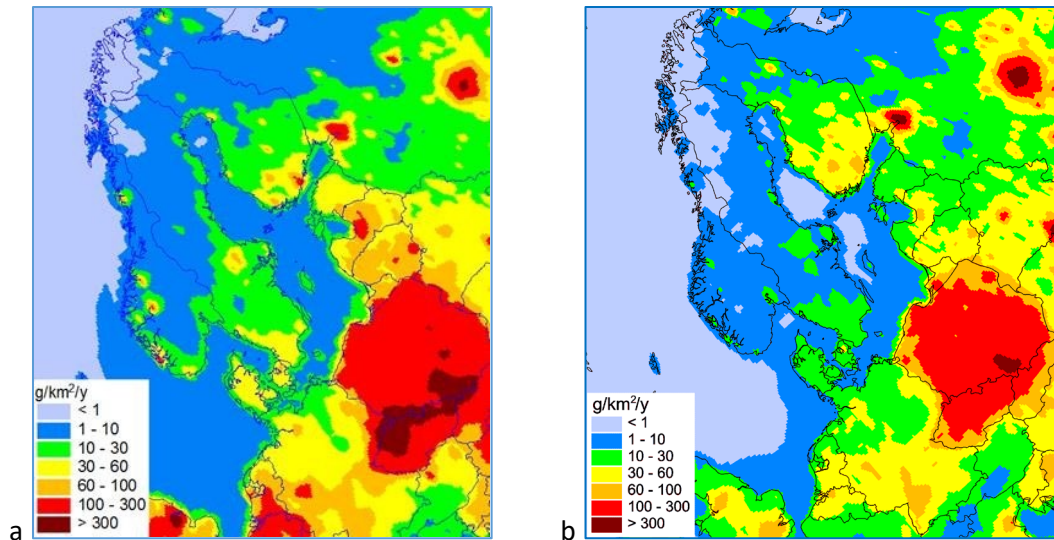 g/km²/y
< 1
1 - 10
10 - 30
30 - 60
60 - 100
100 - 300
> 300
a
g/km²/y
< 1
1 - 10
10 - 30
30 - 60
60 - 100
100 - 300
> 300
b